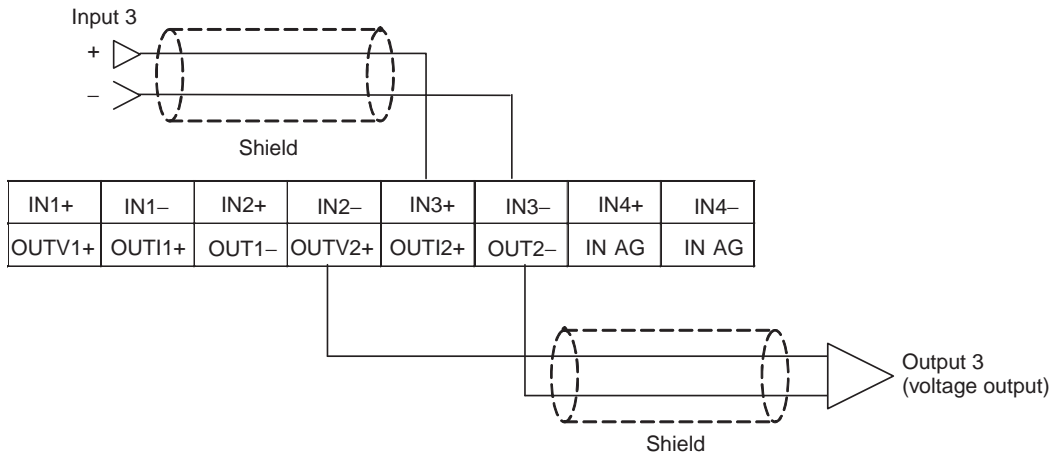 Input 3
+
–
Shield
IN1+ IN1– IN2+ IN2– IN3+ IN3– IN4+ IN4–
OUTV1+ OUTI1+ OUT1– OUTV2+ OUTI2+ OUT2– IN AG IN AG
Output 3
(voltage output)
Shield